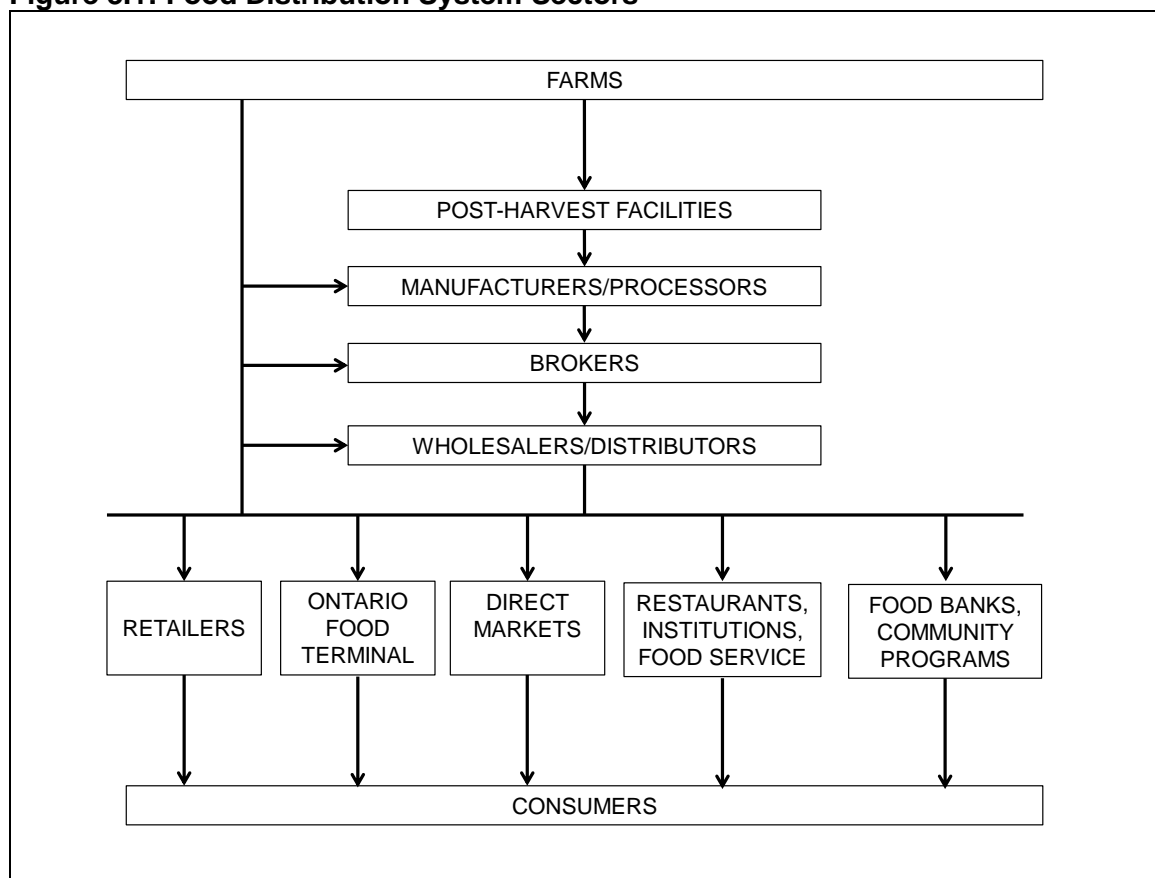 Figure 3.1: Food Distribution System Sectors
FARMS
POST-HARVEST FACILITIES
MANUFACTURERS/PROCESSORS
BROKERS
WHOLESALERS/DISTRIBUTORS
RETAILERS
ONTARIO
FOOD
TERMINAL
DIRECT
MARKETS
RESTAURANTS,
INSTITUTIONS,
FOOD SERVICE
FOOD BANKS,
COMMUNITY
PROGRAMS
CONSUMERS